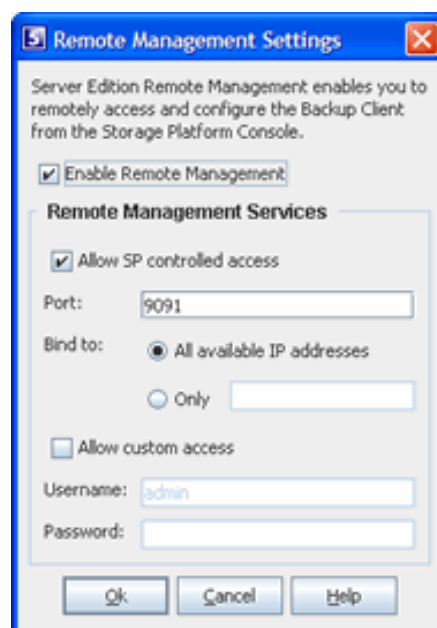 Remote Management Settings
Server Edition Remote Management enables you to
remotely access and configure the Backup Client
from the Storage Platform Console.
Enable Remote Management
Remote Management Services
Allow SP controlled access
Port: 9091
Bind to: All available IP addresses
Only
Allow custom access
Username: admin
Password:
Ok Cancel Help